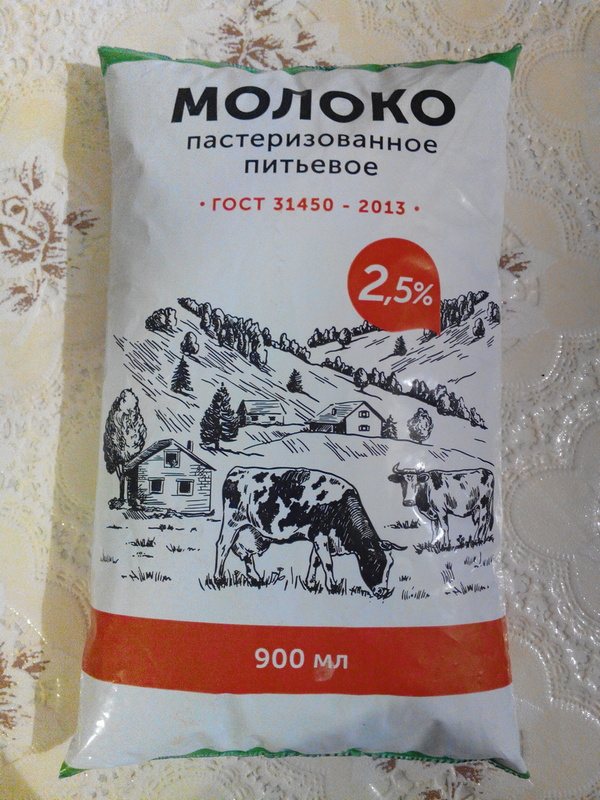 МОЛОКО
пастеризованное
питьевое
• ГОСТ 31450 - 2013 •
2,5%
900 мл